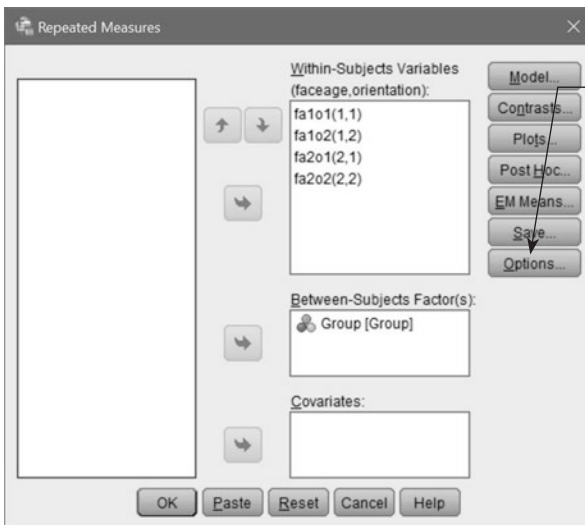 Repeated Measures
Within-Subjects Variables
(faceage,orientation):
fa1o1(1,1)
fa1o2(1,2)
fa2o1(2,1)
fa2o2(2,2)
Model...
Contrasts...
Plots...
Post Hoc...
EM Means...
Save...
Options...
Between-Subjects Factor(s):
Group [Group]
Covariates:
OK
Paste
Reset
Cancel
Help